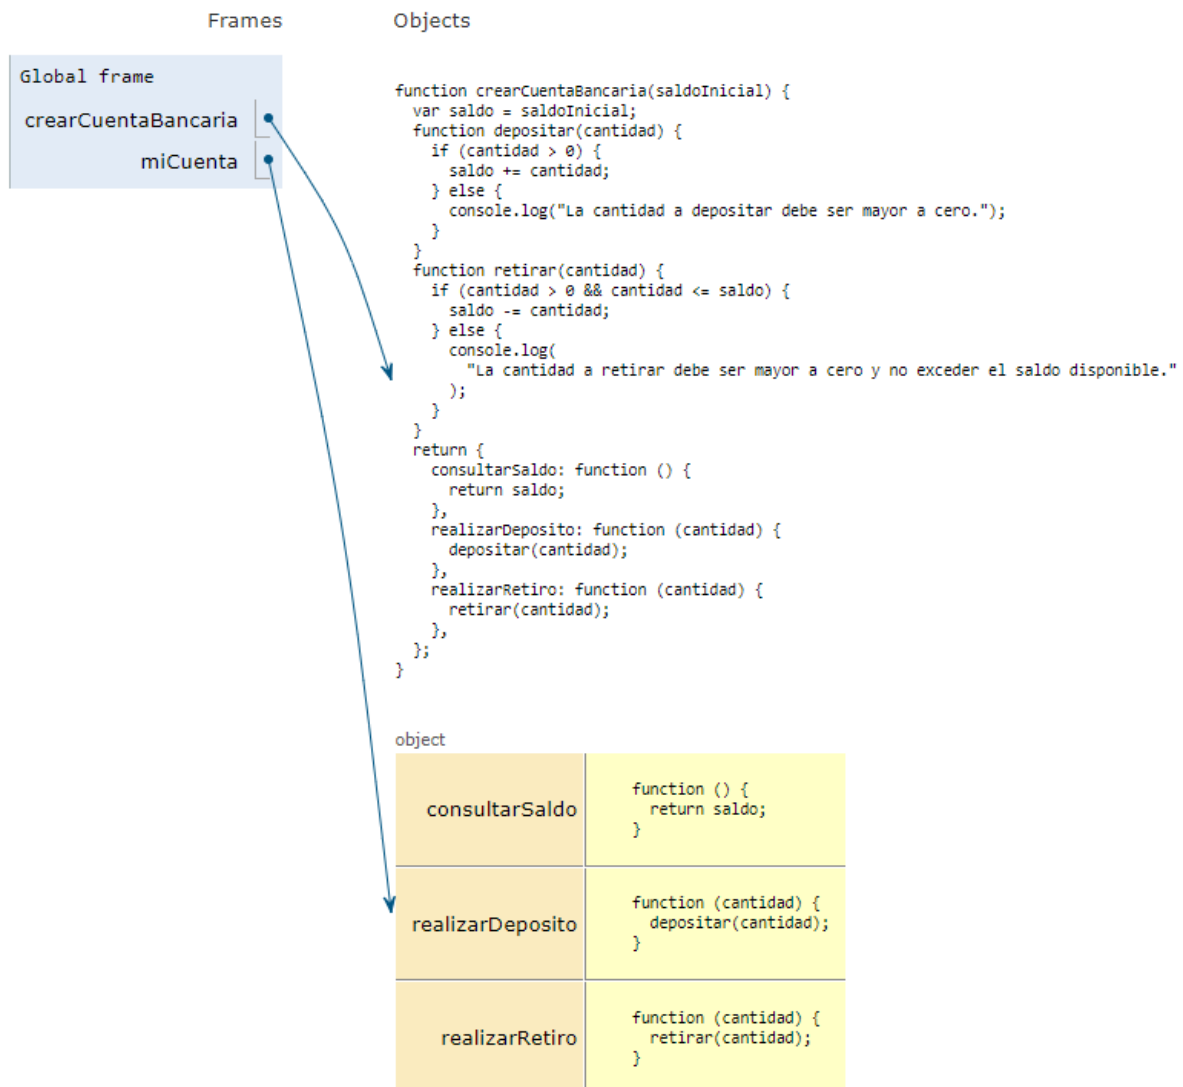 Frames Objects
Global frame
crearCuentaBancaria
miCuenta
function crearCuentaBancaria(saldoInicial) {
  var saldo = saldoInicial;
  function depositar(cantidad) {
    if (cantidad > 0) {
      saldo += cantidad;
    } else {
      console.log("La cantidad a depositar debe ser mayor a cero.");
    }
  }
  function retirar(cantidad) {
    if (cantidad > 0 && cantidad <= saldo) {
      saldo -= cantidad;
    } else {
      console.log(
        "La cantidad a retirar debe ser mayor a cero y no exceder el saldo disponible."
      );
    }
  }
  return {
    consultarSaldo: function () {
      return saldo;
    },
    realizarDeposito: function (cantidad) {
      depositar(cantidad);
    },
    realizarRetiro: function (cantidad) {
      retirar(cantidad);
    },
  };
}
object
consultarSaldo
function () {
  return saldo;
}
realizarDeposito
function (cantidad) {
  depositar(cantidad);
}
realizarRetiro
function (cantidad) {
  retirar(cantidad);
}